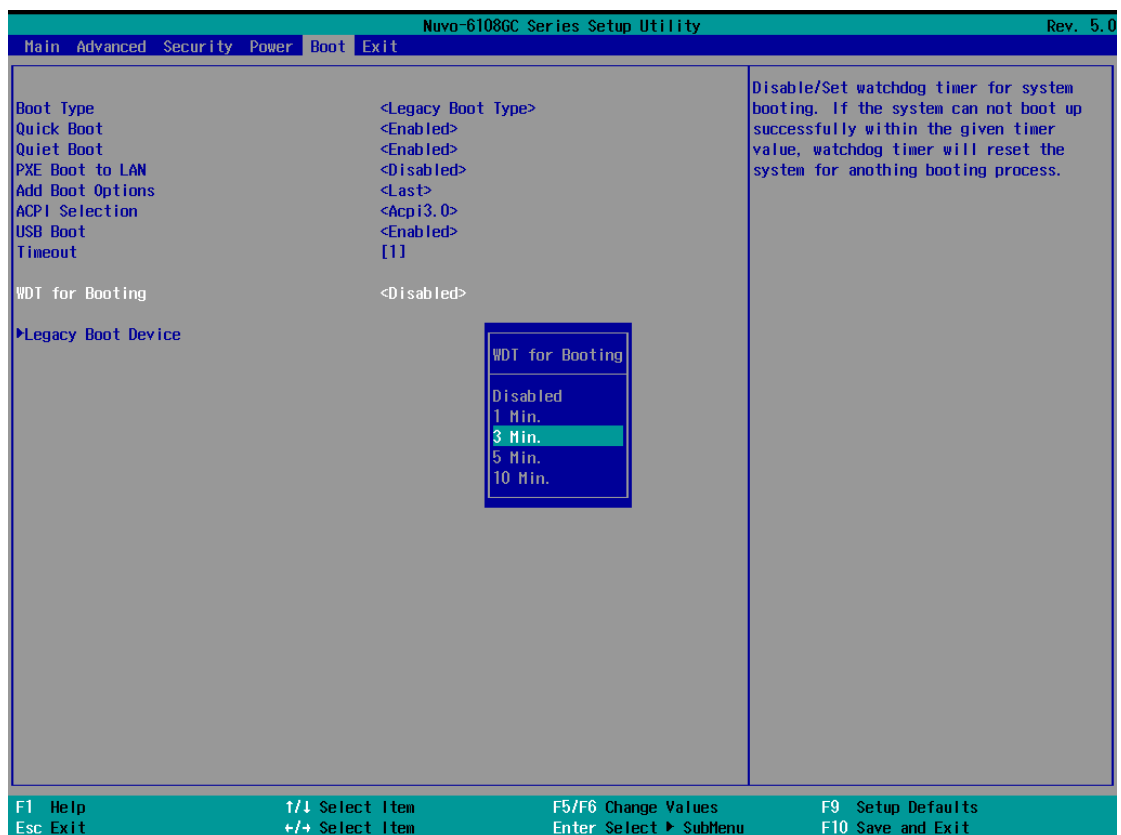 Nuvo-6108GC Series Setup Utility Rev. 5.0
Main Advanced Security Power Boot Exit
Boot Type <Legacy Boot Type>
Quick Boot <Enabled>
Quiet Boot <Enabled>
PXE Boot to LAN <Disabled>
Add Boot Options <Last>
ACPI Selection <Acpi3.0>
USB Boot <Enabled>
Timeout [1]
WDT for Booting <Disabled>
▶Legacy Boot Device
WDT for Booting
Disabled
1 Min.
3 Min.
5 Min.
10 Min.
Disable/Set watchdog timer for system
booting. If the system can not boot up
successfully within the given timer
value, watchdog timer will reset the
system for anothing booting process.
F1 Help ↑/↓ Select Item F5/F6 Change Values F9 Setup Defaults
Esc Exit ←/→ Select Item Enter Select ▶ SubMenu F10 Save and Exit